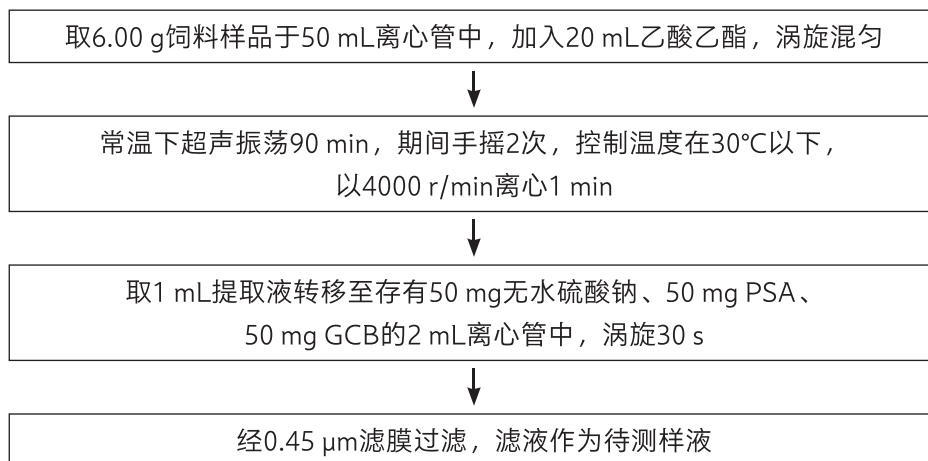 取6.00 g饲料样品于50 mL离心管中，加入20 mL乙酸乙酯，涡旋混匀
常温下超声振荡90 min，期间手摇2次，控制温度在30℃以下，
以4000 r/min离心1 min
取1 mL提取液转移至存有50 mg无水硫酸钠、50 mg PSA、
50 mg GCB的2 mL离心管中，涡旋30 s
经0.45 μm滤膜过滤，滤液作为待测样液